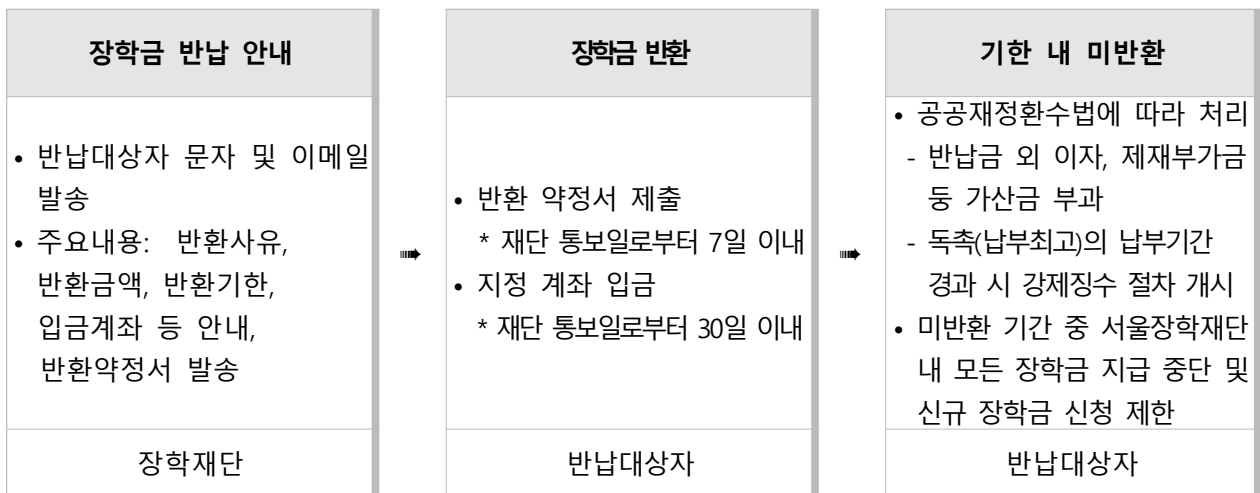 장학금 반납 안내
• 반납대상자 문자 및 이메일
발송
• 주요내용: 반환사유,
반환금액, 반환기한,
입금계좌 등 안내,
반환약정서 발송
장학재단
➠
장학금 반환
• 반환 약정서 제출
* 재단 통보일로부터 7일 이내
• 지정 계좌 입금
* 재단 통보일로부터 30일 이내
반납대상자
➠
기한 내 미반환
• 공공재정환수법에 따라 처리
- 반납금 외 이자, 제재부가금
둥 가산금 부과
- 독촉(납부최고)의 납부기간
경과 시 강제징수 절차 개시
• 미반환 기간 중 서울장학재단
내 모든 장학금 지급 중단 및
신규 장학금 신청 제한
반납대상자